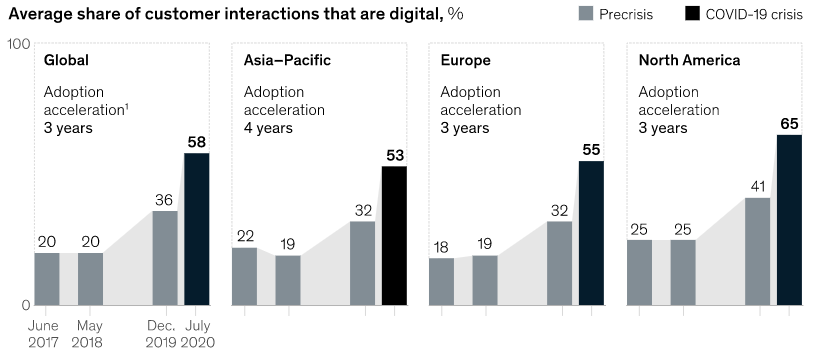 Average share of customer interactions that are digital, %
Precrisis
COVID-19 crisis
100
0
Global
Adoption
acceleration¹
3 years
20
20
36
58
June
2017
May
2018
Dec.
2019
July
2020
Asia–Pacific
Adoption
acceleration
4 years
22
19
32
53
Europe
Adoption
acceleration
3 years
18
19
32
55
North America
Adoption
acceleration
3 years
25
25
41
65